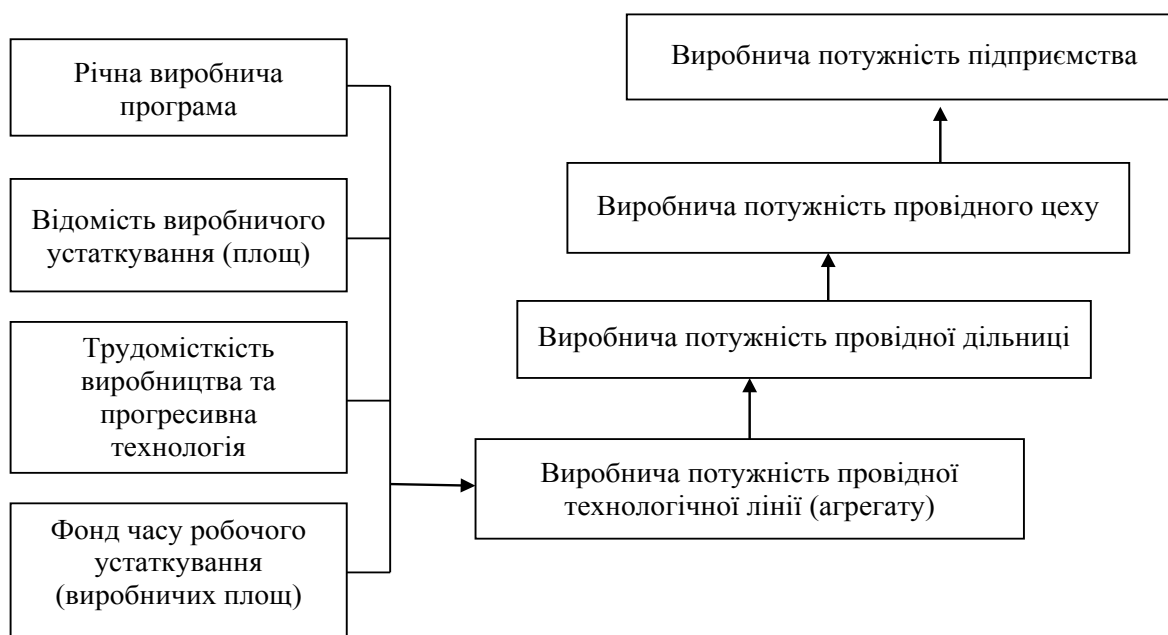 Річна виробнича
програма
Відомість виробничого
устаткування (площ)
Трудомісткість
виробництва та
прогресивна
технологія
Фонд часу робочого
устаткування
(виробничих площ)
Виробнича потужність підприємства
Виробнича потужність провідного цеху
Виробнича потужність провідної дільниці
Виробнича потужність провідної
технологічної лінії (агрегату)